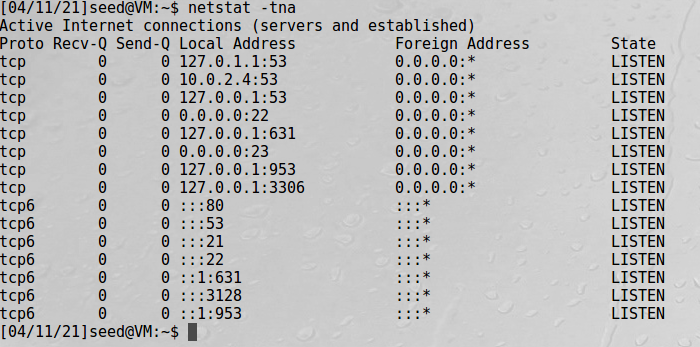 [04/11/21]seed@VM:~$ netstat -tna
Active Internet connections (servers and established)
Proto Recv-Q Send-Q Local Address           Foreign Address         State
tcp        0      0 127.0.1.1:53            0.0.0.0:*               LISTEN
tcp        0      0 10.0.2.4:53             0.0.0.0:*               LISTEN
tcp        0      0 127.0.0.1:53            0.0.0.0:*               LISTEN
tcp        0      0 0.0.0.0:22              0.0.0.0:*               LISTEN
tcp        0      0 127.0.0.1:631           0.0.0.0:*               LISTEN
tcp        0      0 0.0.0.0:23              0.0.0.0:*               LISTEN
tcp        0      0 127.0.0.1:953           0.0.0.0:*               LISTEN
tcp        0      0 127.0.0.1:3306          0.0.0.0:*               LISTEN
tcp6       0      0 :::80                   :::*                    LISTEN
tcp6       0      0 :::53                   :::*                    LISTEN
tcp6       0      0 :::21                   :::*                    LISTEN
tcp6       0      0 :::22                   :::*                    LISTEN
tcp6       0      0 ::1:631                 :::*                    LISTEN
tcp6       0      0 :::3128                 :::*                    LISTEN
tcp6       0      0 ::1:953                 :::*                    LISTEN
[04/11/21]seed@VM:~$